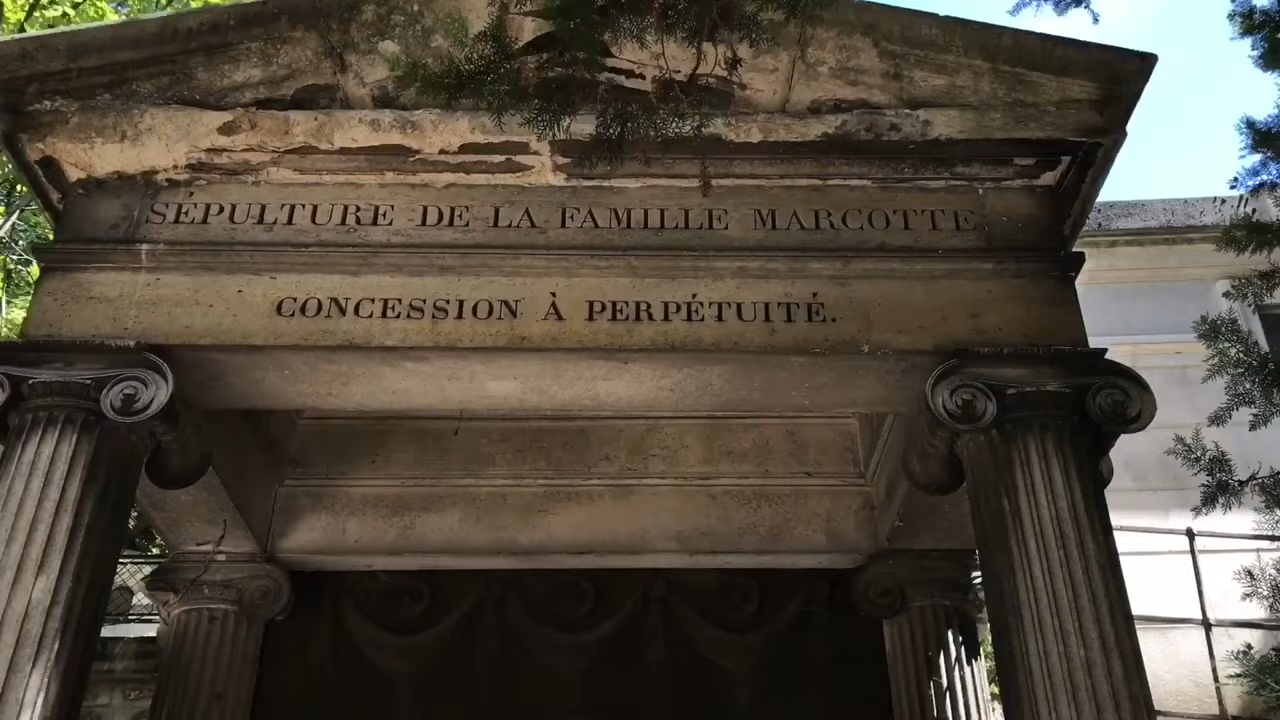 SÉPULTURE DE LA FAMILLE MARCOTTE.
CONCESSION À PERPÉTUITÉ.